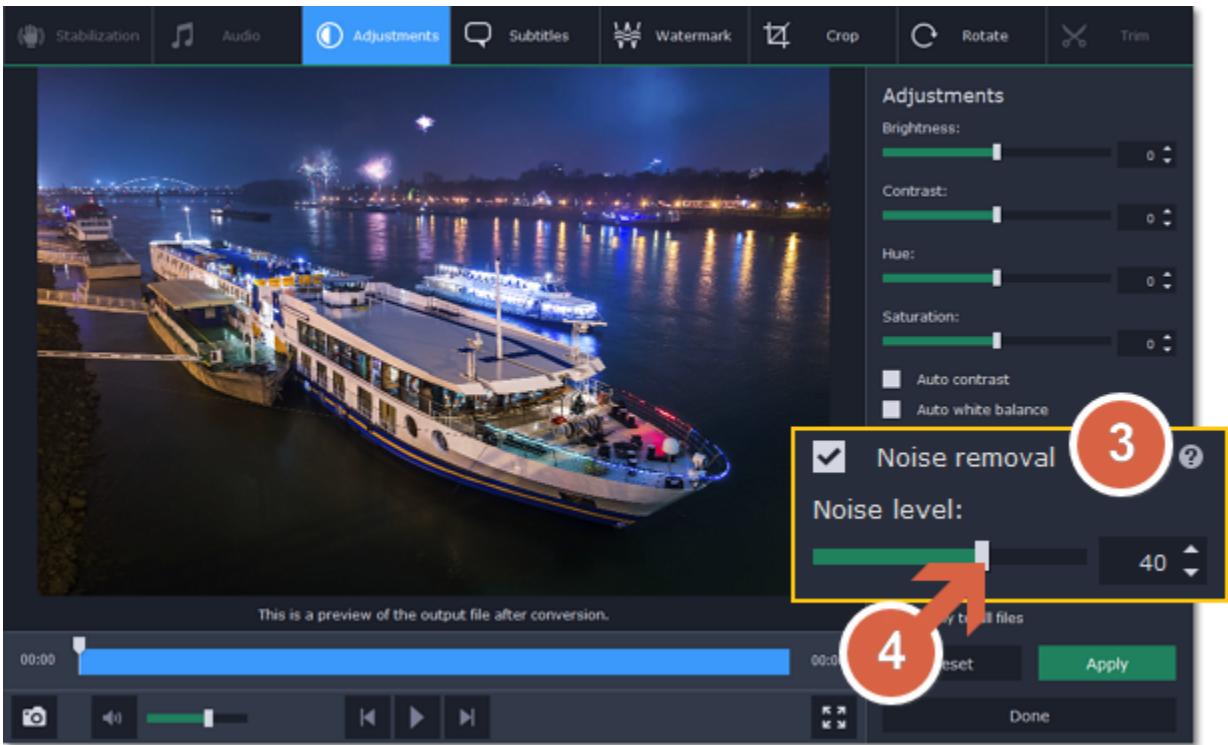 Stabilization Audio Adjustments Subtitles Watermark Crop Rotate Trim
Adjustments
Brightness:
0
Contrast:
0
Hue:
0
Saturation:
0
Auto contrast
Auto white balance
Noise removal 3 ?
Noise level:
40
This is a preview of the output file after conversion.
files
4
00:00
Apply
Done